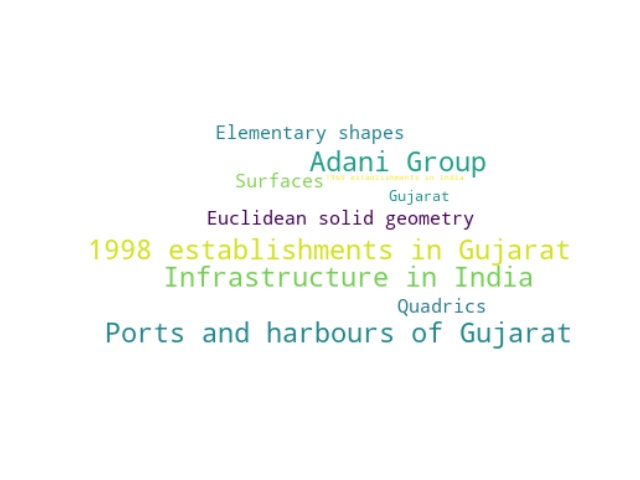 Elementary shapes
Adani Group
1998 establishments in India
Surfaces
Gujarat
Euclidean solid geometry
1998 establishments in Gujarat
Infrastructure in India
Quadrics
Ports and harbours of Gujarat